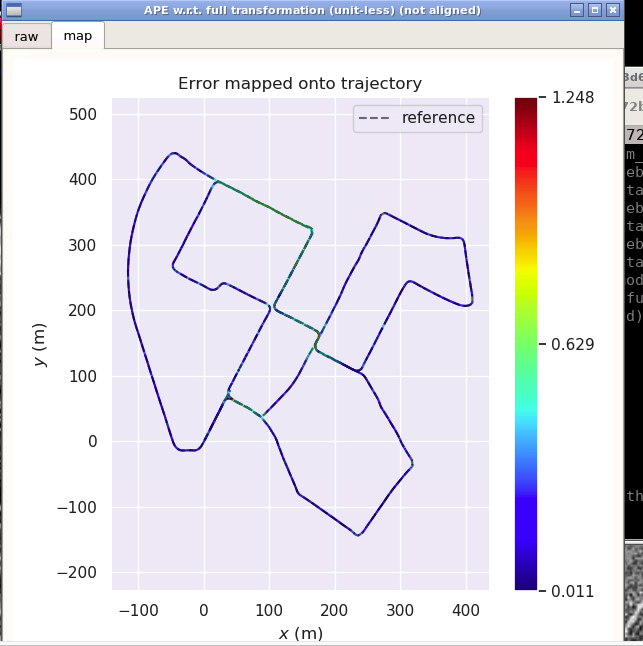 APE w.r.t. full transformation (unit-less) (not aligned)
raw
map
Error mapped onto trajectory
reference
500
400
300
200
100
0
−100
−200
y (m)
−100
0
100
200
300
400
x (m)
1.248
0.629
0.011
3d6
72b
72
m_
eb
ta
eb
ta
eb
ta
od
fu
d)
th